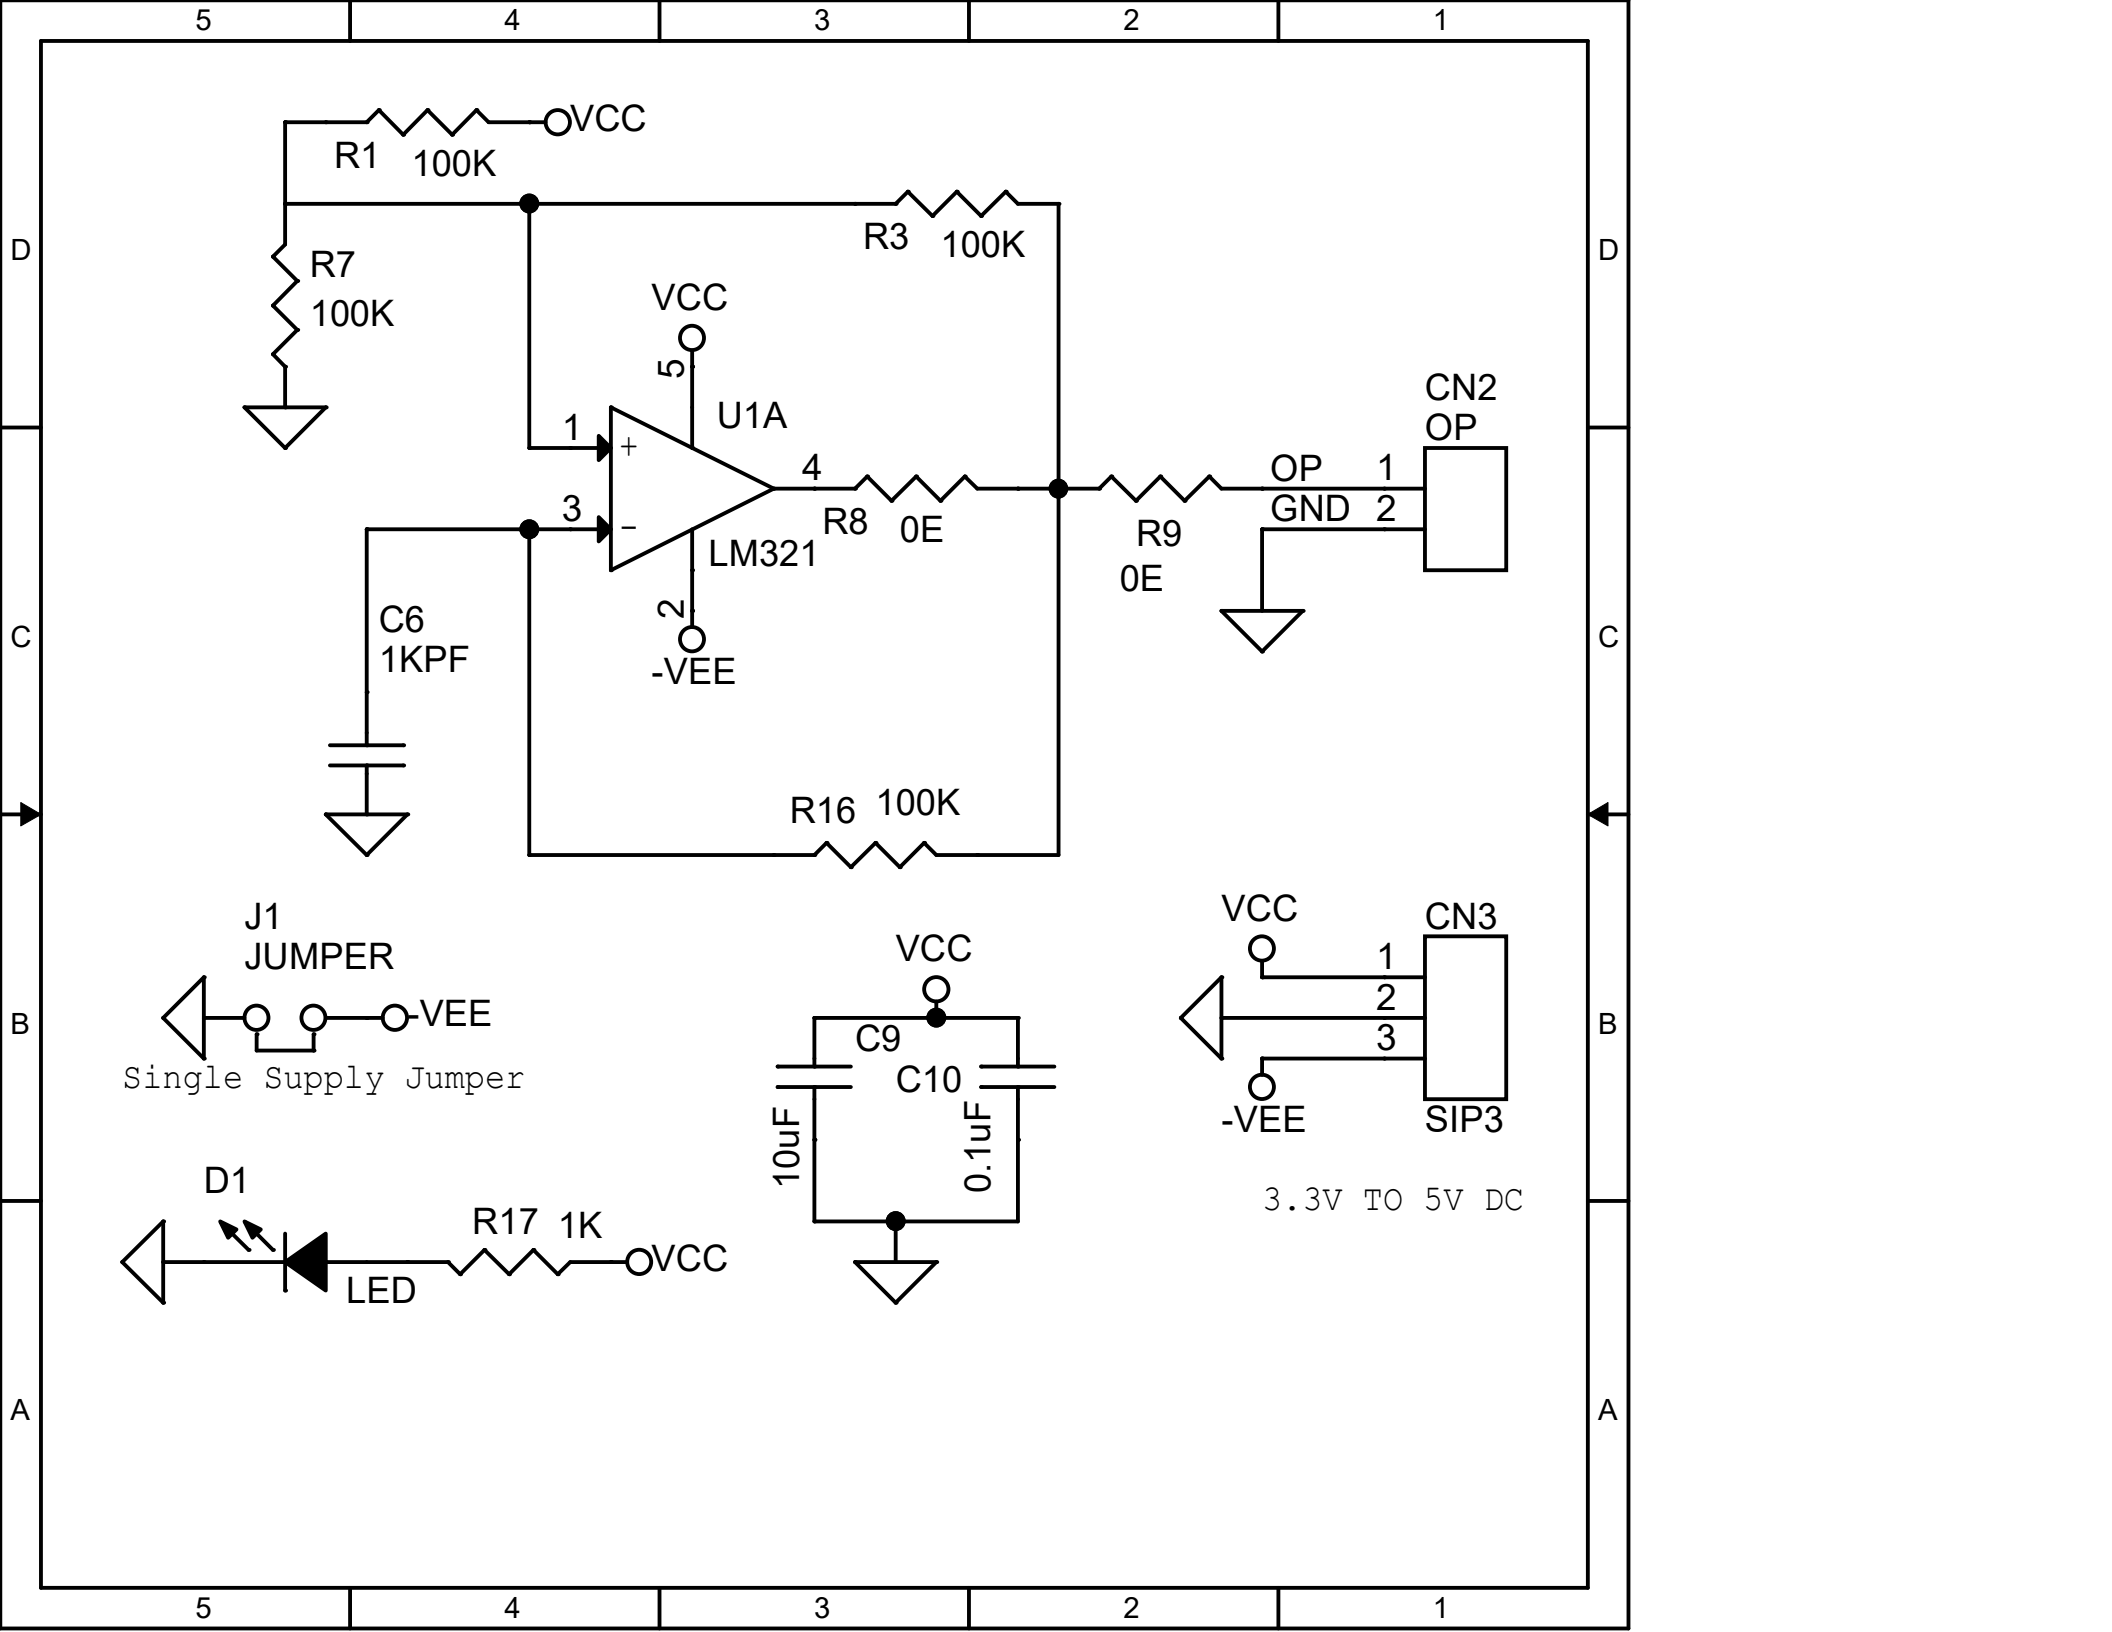 5 4 3 2 1
VCC
R1 100K
D
R3 100K
D
R7
100K
VCC
5
U1A
1
+
CN2
OP
4
OP 1
3
−
GND 2
R8 0E
R9
0E
LM321
2
-VEE
C
C6
1KPF
C
R16 100K
J1
JUMPER
-VEE
Single Supply Jumper
B
VCC
C9
C10
10uF
0.1uF
VCC
CN3
1
2
3
-VEE
SIP3
B
3.3V TO 5V DC
D1
LED
R17 1K
VCC
A
A
5 4 3 2 1